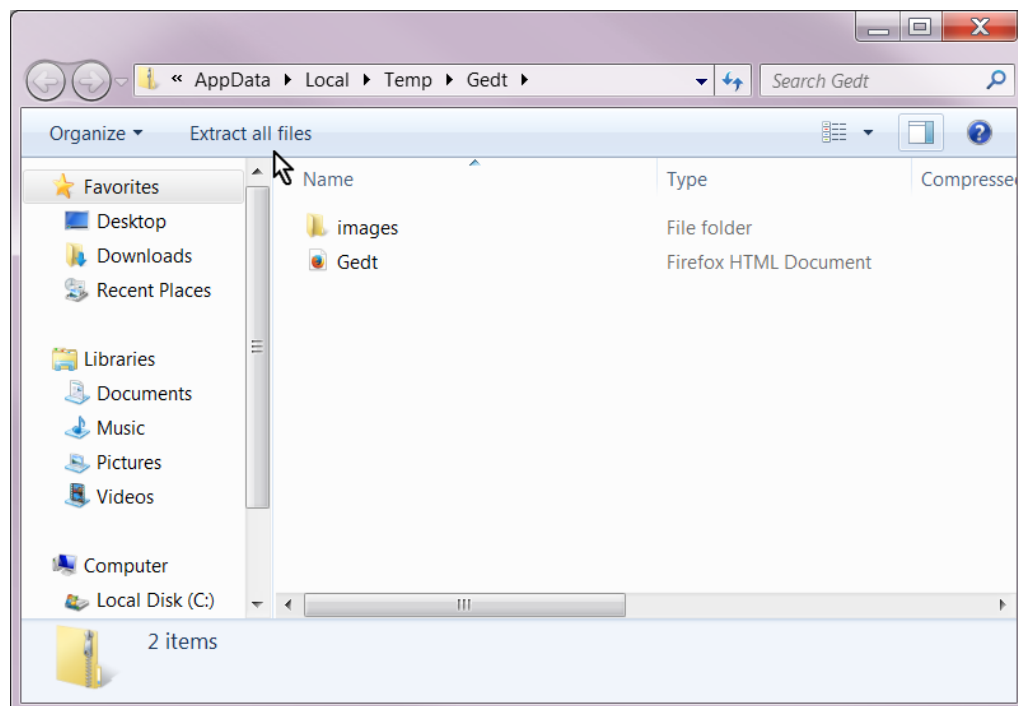 « AppData Local Temp Gedt Search Gedt
Organize Extract all files
Name Type Compressed
Favorites
Desktop
Downloads
Recent Places
Libraries
Documents
Music
Pictures
Videos
Computer
Local Disk (C:)
images File folder
Gedt Firefox HTML Document
2 items